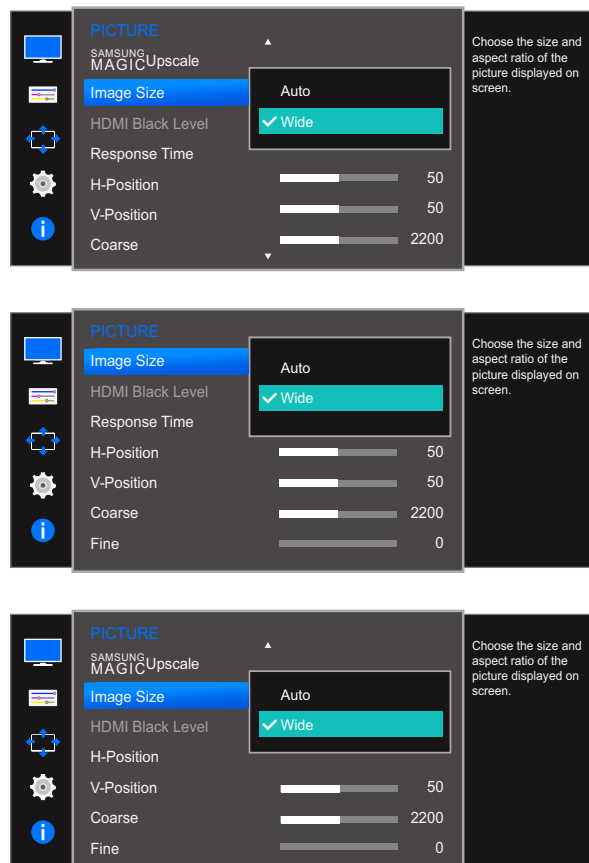 PICTURE
SAMSUNG
MAGICUpscale
Image Size
Auto
HDMI Black Level
Wide
Response Time
H-Position 50
V-Position 50
Coarse 2200
Choose the size and
aspect ratio of the
picture displayed on
screen.
PICTURE
Image Size
Auto
HDMI Black Level
Wide
Response Time
H-Position 50
V-Position 50
Coarse 2200
Fine 0
Choose the size and
aspect ratio of the
picture displayed on
screen.
PICTURE
SAMSUNG
MAGICUpscale
Image Size
Auto
HDMI Black Level
Wide
H-Position
V-Position 50
Coarse 2200
Fine 0
Choose the size and
aspect ratio of the
picture displayed on
screen.